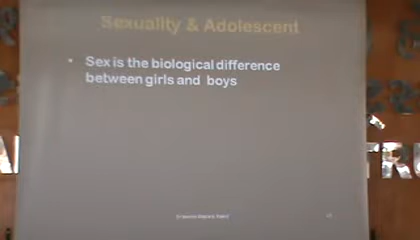 Sexuality & Adolescent
• Sex is the biological difference
between girls and boys